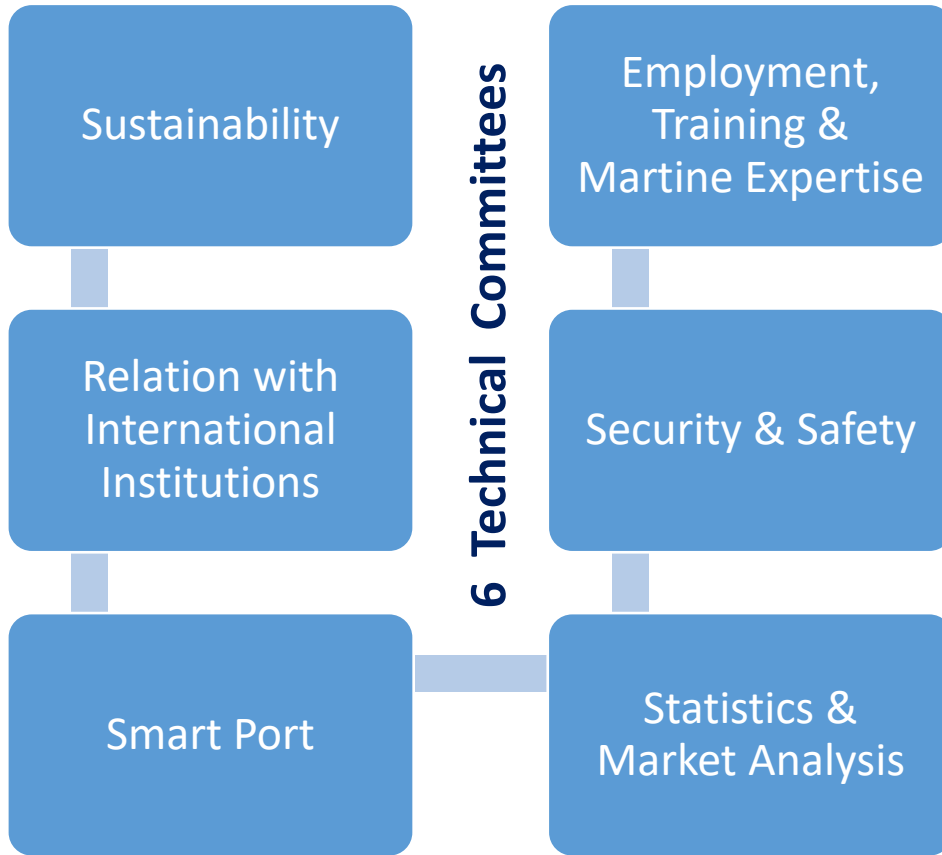 Sustainability
Relation with
International
Institutions
Smart Port
6 Technical Committees
Employment,
Training &
Martine Expertise
Security & Safety
Statistics &
Market Analysis